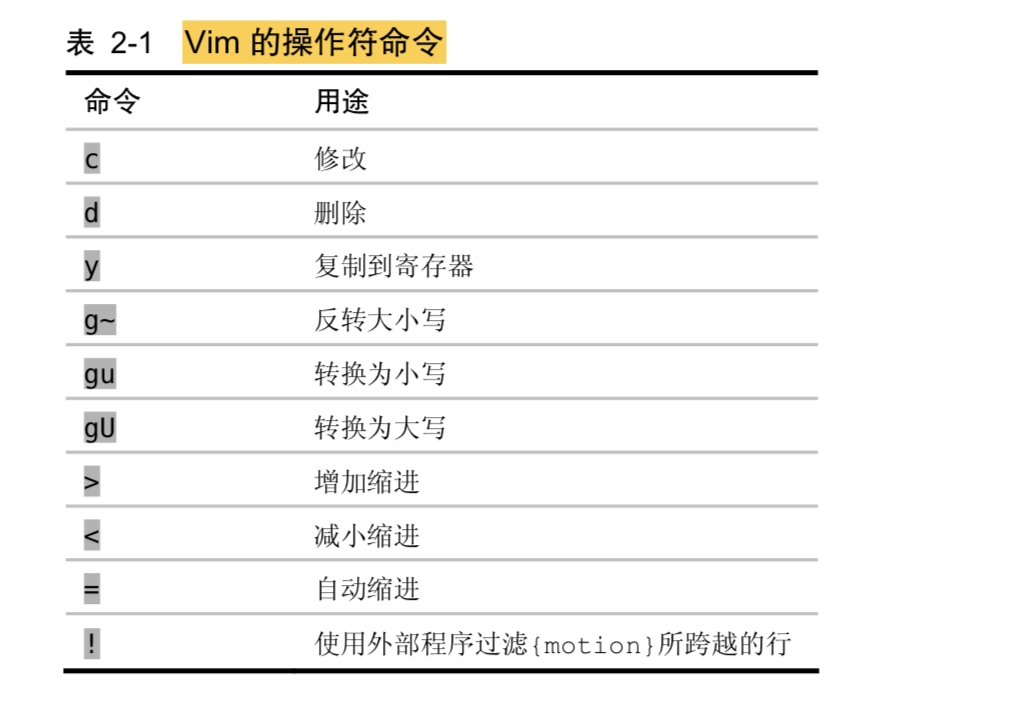 表 2-1 Vim 的操作符命令
命令 用途
c 修改
d 删除
y 复制到寄存器
g~ 反转大小写
gu 转换为小写
gU 转换为大写
> 增加缩进
< 减小缩进
= 自动缩进
! 使用外部程序过滤{motion}所跨越的行